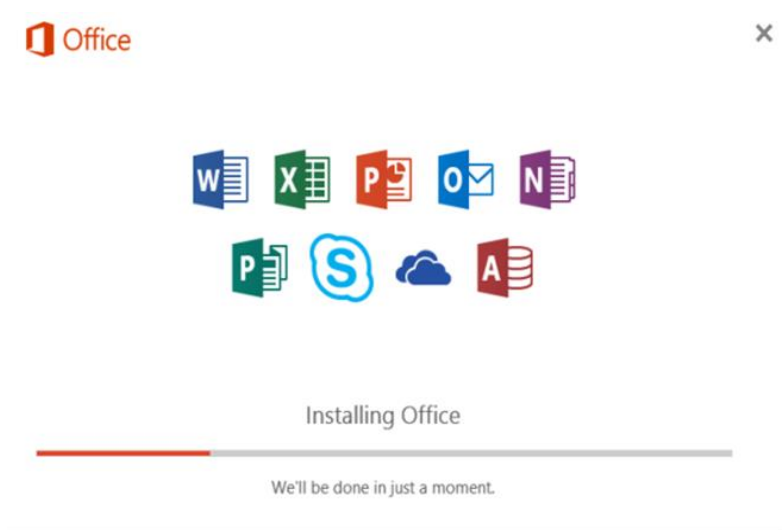 Office
W X P O N
P S A
Installing Office
We'll be done in just a moment.